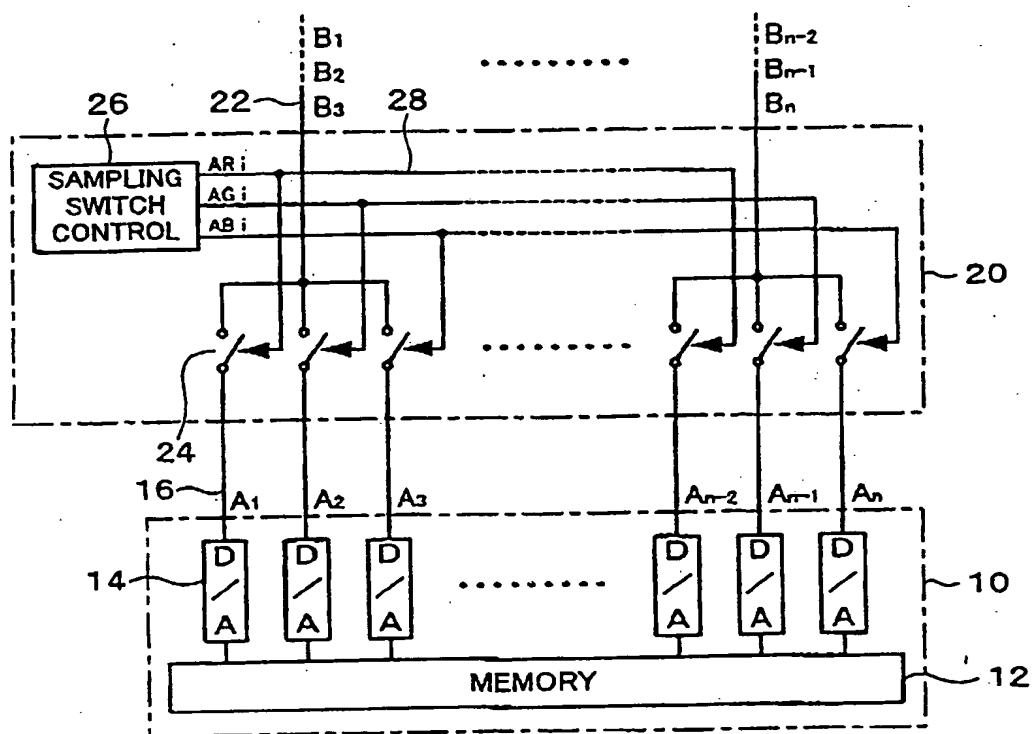 B1
B2
B3
Bn-2
Bn-1
Bn
22
28
26
SAMPLING
SWITCH
CONTROL
ARi
AGi
ABi
20
24
16
A1
A2
A3
An-2
An-1
An
14
D
A
D
A
D
A
D
A
D
A
D
A
10
MEMORY
12